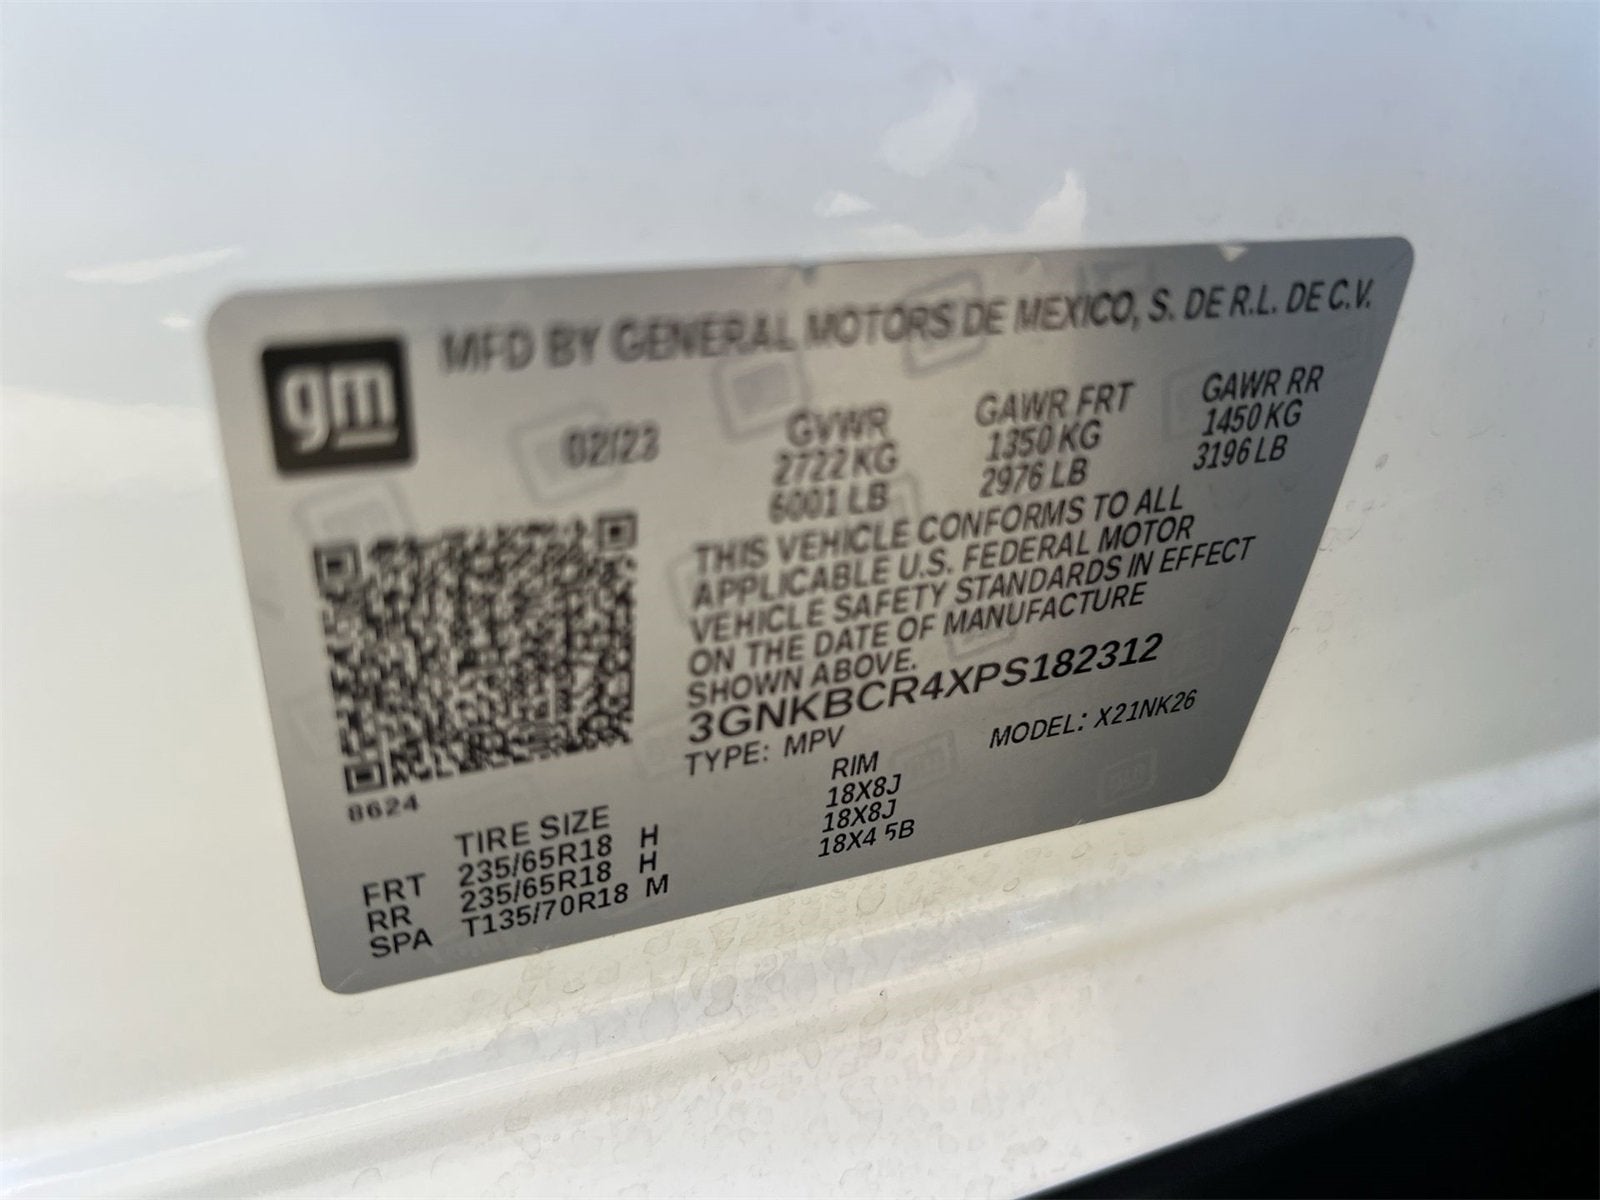 gm
MFD BY GENERAL MOTORS DE MEXICO, S. DE R.L. DE C.V.
02/23 GVWR GAWR FRT GAWR RR
2722 KG 1350 KG 1450 KG
6001 LB 2976 LB 3196 LB
THIS VEHICLE CONFORMS TO ALL
APPLICABLE U.S. FEDERAL MOTOR
VEHICLE SAFETY STANDARDS IN EFFECT
ON THE DATE OF MANUFACTURE
SHOWN ABOVE.
3GNKBCR4XPS182312
TYPE: MPV MODEL: X21NK26
8624
TIRE SIZE RIM
FRT 235/65R18 H 18X8J
RR 235/65R18 H 18X8J
SPA T135/70R18 M 18X4 5B